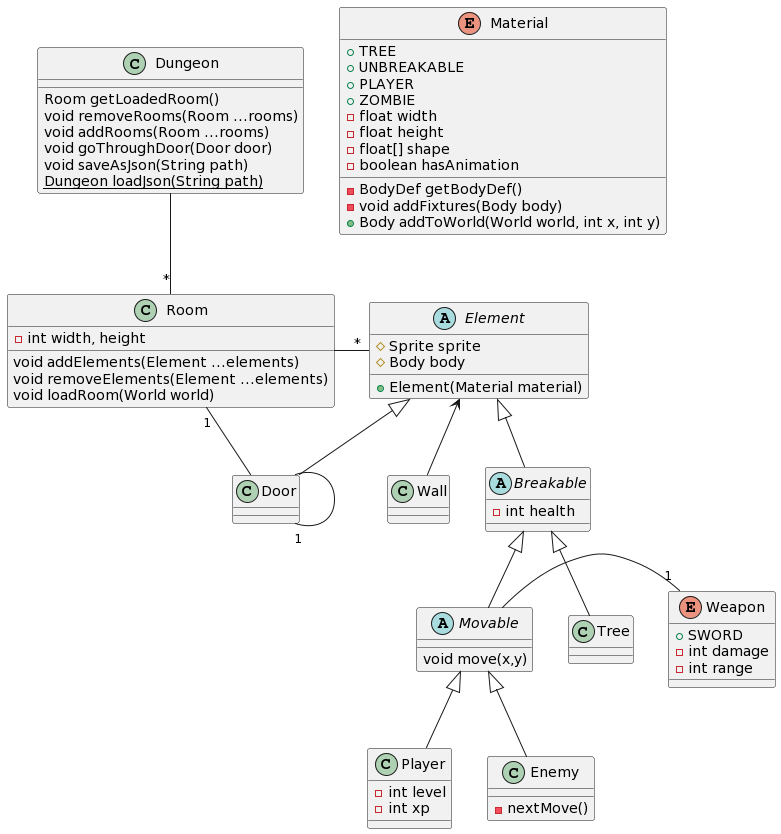 E Material
TREE
UNBREAKABLE
PLAYER
ZOMBIE
float width
float height
float[] shape
boolean hasAnimation
BodyDef getBodyDef()
void addFixtures(Body body)
Body addToWorld(World world, int x, int y)
C Dungeon
Room getLoadedRoom()
void removeRooms(Room ...rooms)
void addRooms(Room ...rooms)
void goThroughDoor(Door door)
void saveAsJson(String path)
Dungeon loadJson(String path)
*
C Room
int width, height
void addElements(Element ...elements)
void removeElements(Element ...elements)
void loadRoom(World world)
*
A Element
Sprite sprite
Body body
Element(Material material)
1
C Door
1
C Wall
A Breakable
int health
A Movable
void move(x,y)
C Tree
1
E Weapon
SWORD
int damage
int range
C Player
int level
int xp
C Enemy
nextMove()